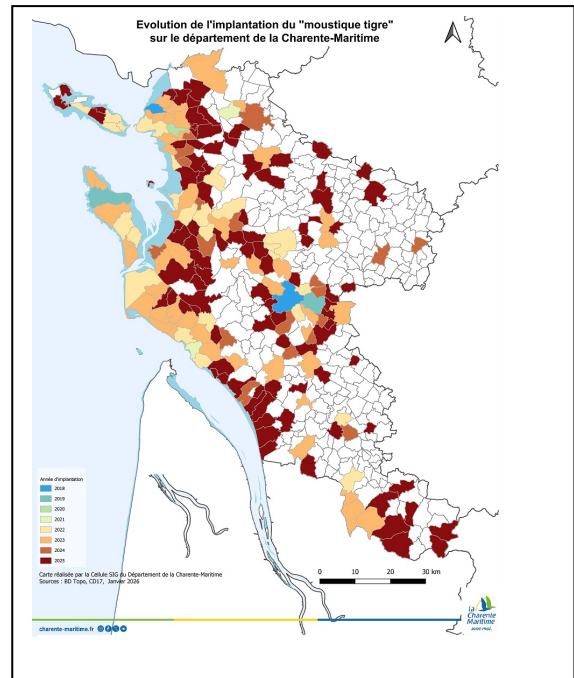 Evolution de l'implantation du "moustique tigre"
sur le département de la Charente-Maritime
Année d'implantation
2018
2019
2020
2021
2022
2023
2024
2025
Carte réalisée par la Cellule SIG du Département de la Charente-Maritime
Sources : BD Topo, CD17, Janvier 2026
0 10 20 30 km
charente-maritime.fr
La
Charente
Maritime
avec moi.